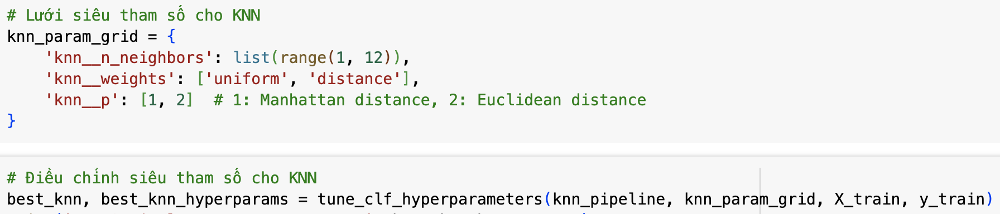 # Lưới siêu tham số cho KNN
knn_param_grid = {
    'knn__n_neighbors': list(range(1, 12)),
    'knn__weights': ['uniform', 'distance'],
    'knn__p': [1, 2]  # 1: Manhattan distance, 2: Euclidean distance
}
# Điều chỉnh siêu tham số cho KNN
best_knn, best_knn_hyperparams = tune_clf_hyperparameters(knn_pipeline, knn_param_grid, X_train, y_train)